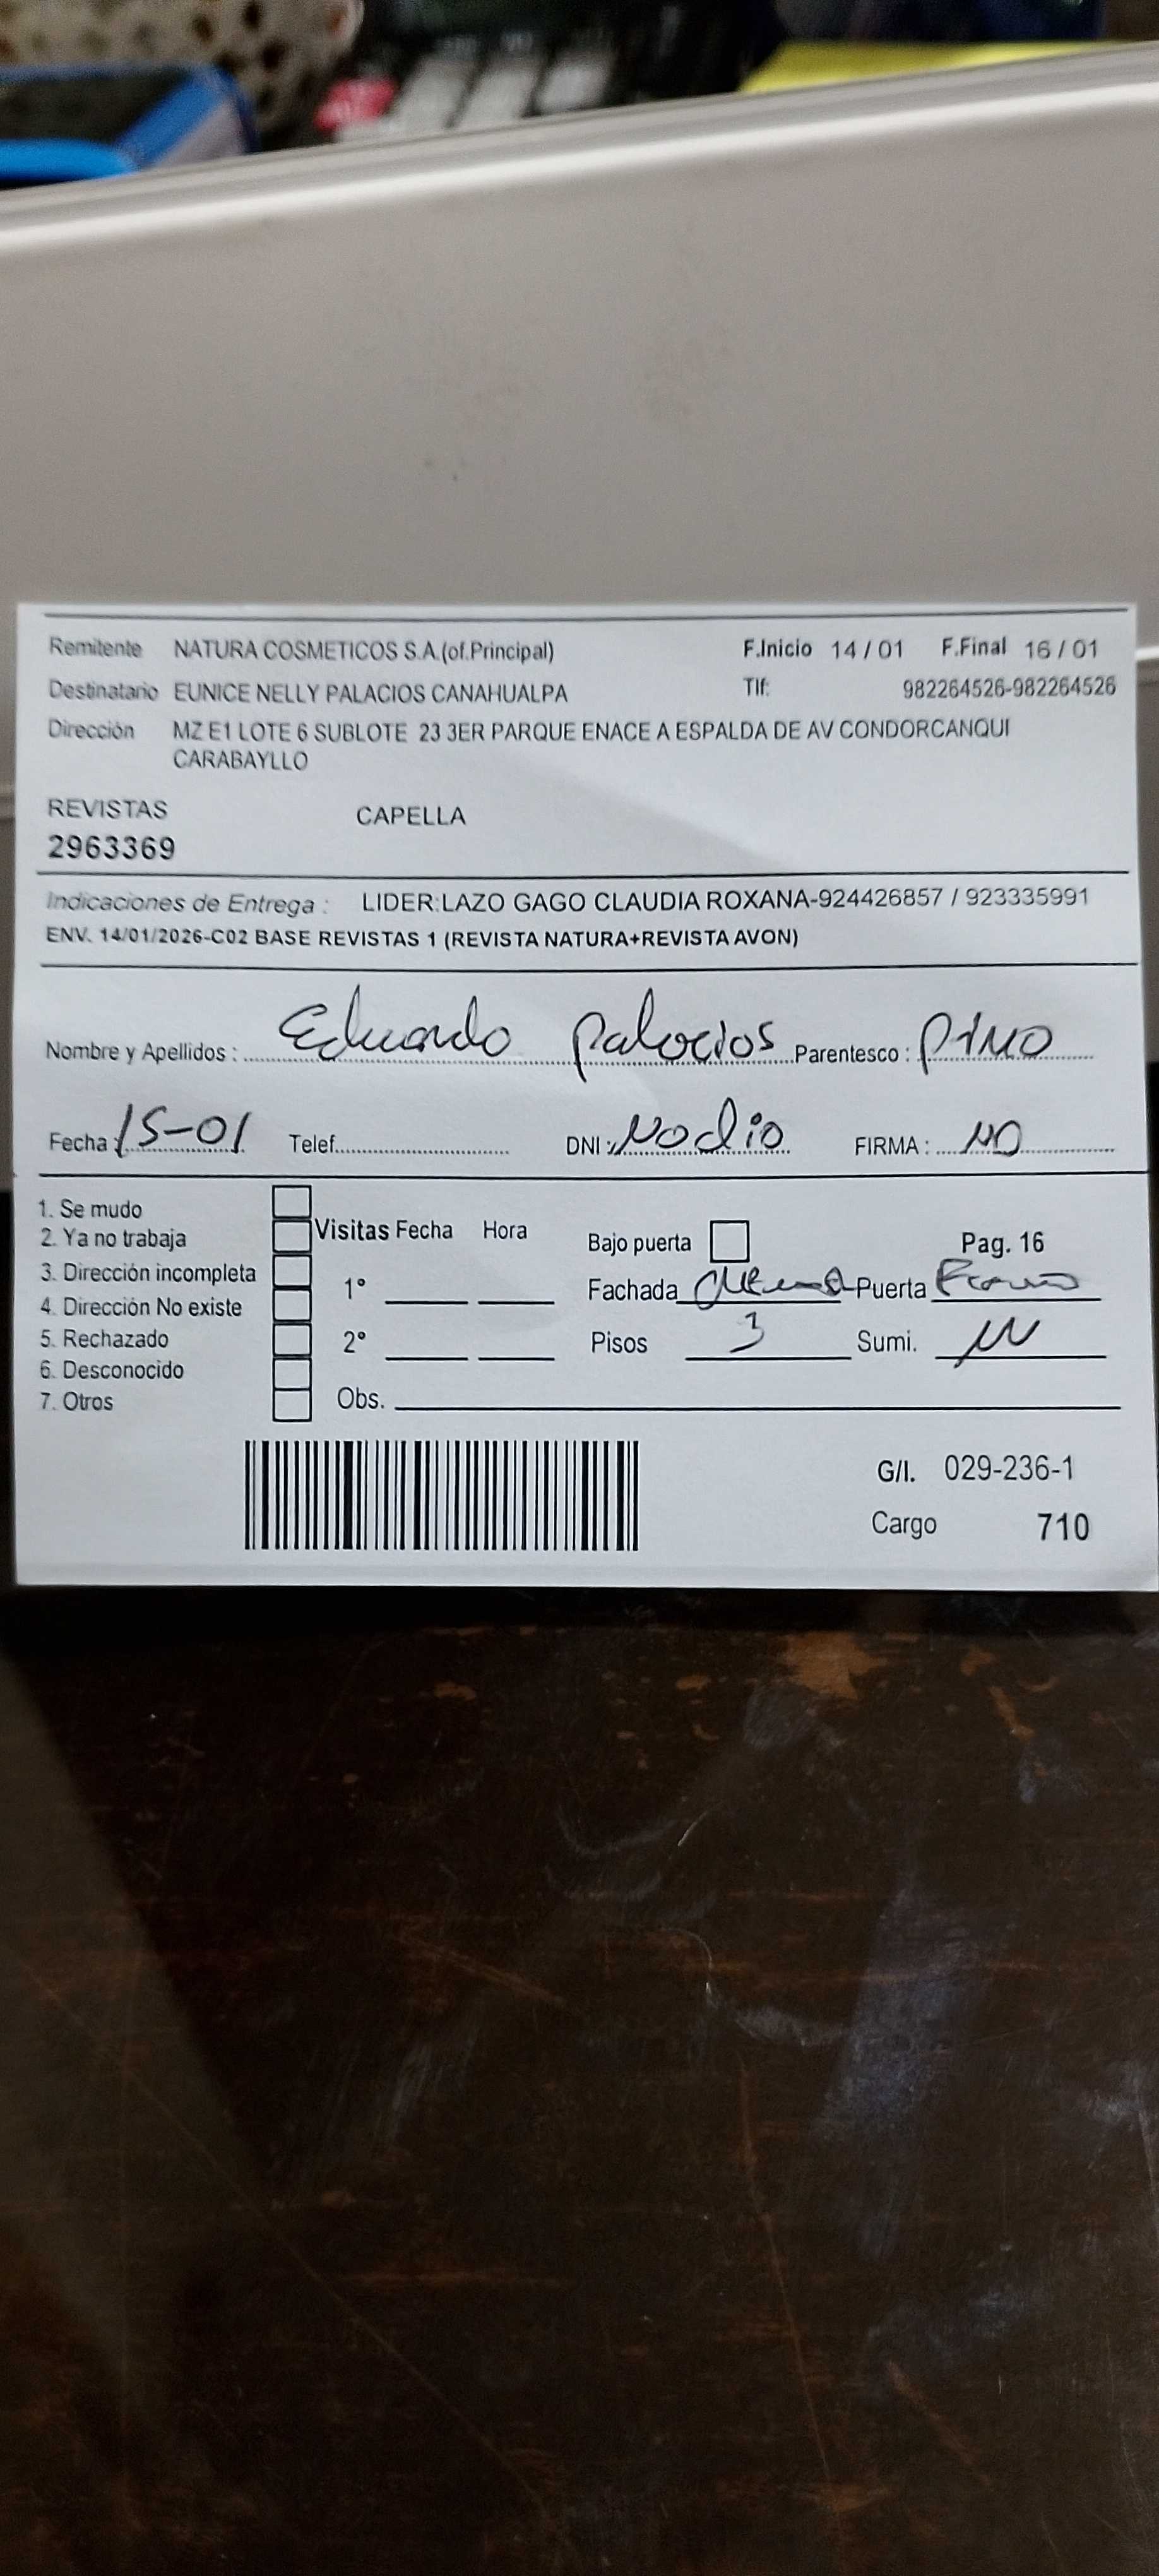 Remitente NATURA COSMETICOS S.A.(of.Principal) F.Inicio 14 / 01 F.Final 16 / 01
Destinatario EUNICE NELLY PALACIOS CANAHUALPA Tlf: 982264526-982264526
Dirección MZ E1 LOTE 6 SUBLOTE 23 3ER PARQUE ENACE A ESPALDA DE AV CONDORCANQUI
CARABAYLLO
REVISTAS CAPELLA
2963369
Indicaciones de Entrega : LIDER:LAZO GAGO CLAUDIA ROXANA-924426857 / 923335991
ENV. 14/01/2026-C02 BASE REVISTAS 1 (REVISTA NATURA+REVISTA AVON)
Nombre y Apellidos : Eduardo Palacios Parentesco : PIMO
Fecha : 15-01 Telef. DNI : No dio FIRMA : NO
1. Se mudo
2. Ya no trabaja Visitas Fecha Hora Bajo puerta Pag. 16
3. Dirección incompleta 1° Fachada Puerta
4. Dirección No existe
5. Rechazado 2° Pisos 3 Sumi.
6. Desconocido
7. Otros Obs.
G/I. 029-236-1
Cargo 710